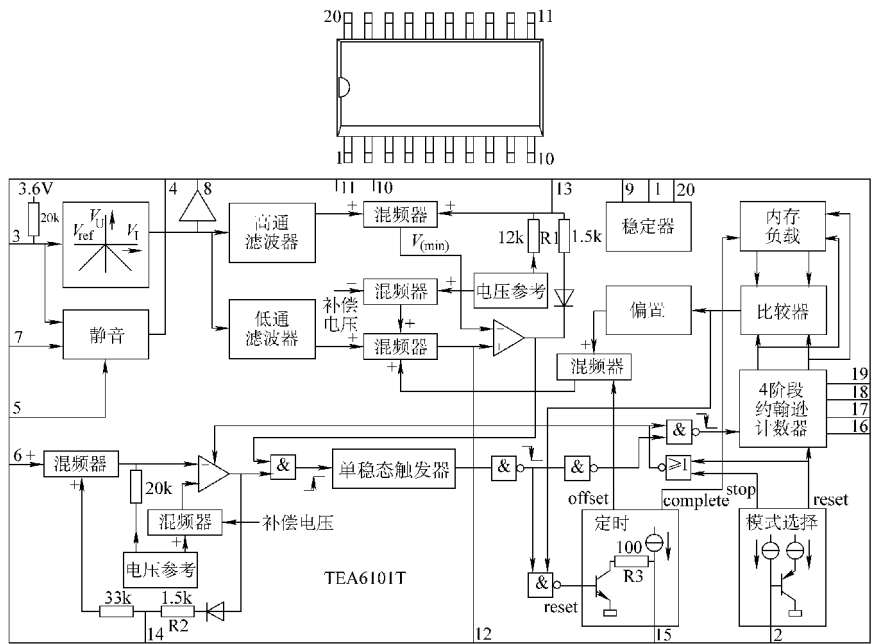 20 11
1 10
3.6V 4 8 11 10 13 9 1 20
20k
V_U
V_ref V_I
3
高通
滤波器
混频器
12k R1 1.5k
稳定器
内存
负载
V_(min)
7
静音
低通
滤波器
补偿
电压
混频器
电压参考
混频器
偏置
比较器
混频器
5
4阶段
约翰逊
计数器
19
18
17
16
6
混频器
20k
&
单稳态触发器
&
&
&
≥1
混频器
补偿电压
offset
complete
stop
reset
定时
100
R3
模式选择
电压参考
TEA6101T
&
reset
33k 1.5k
R2
14 12 15 2